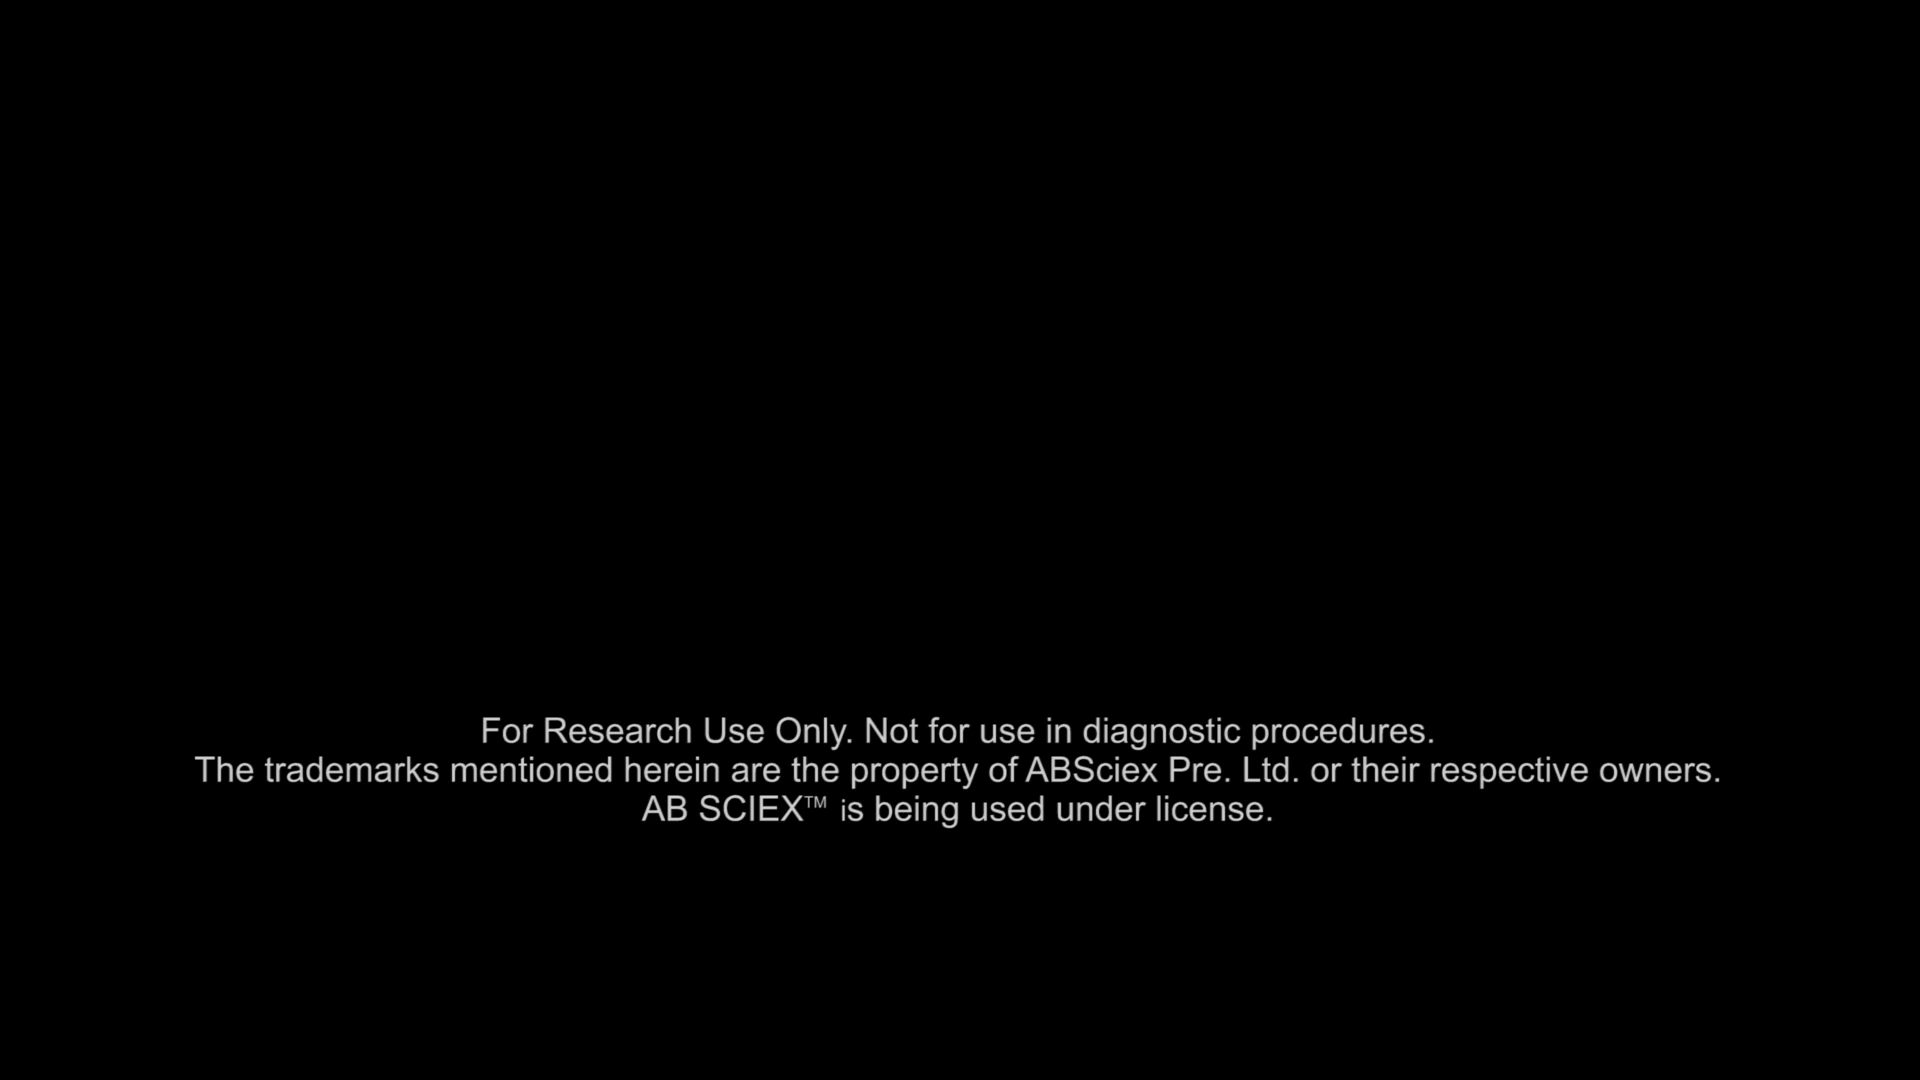 For Research Use Only. Not for use in diagnostic procedures.
The trademarks mentioned herein are the property of ABSciex Pre. Ltd. or their respective owners.
AB SCIEX™ is being used under license.